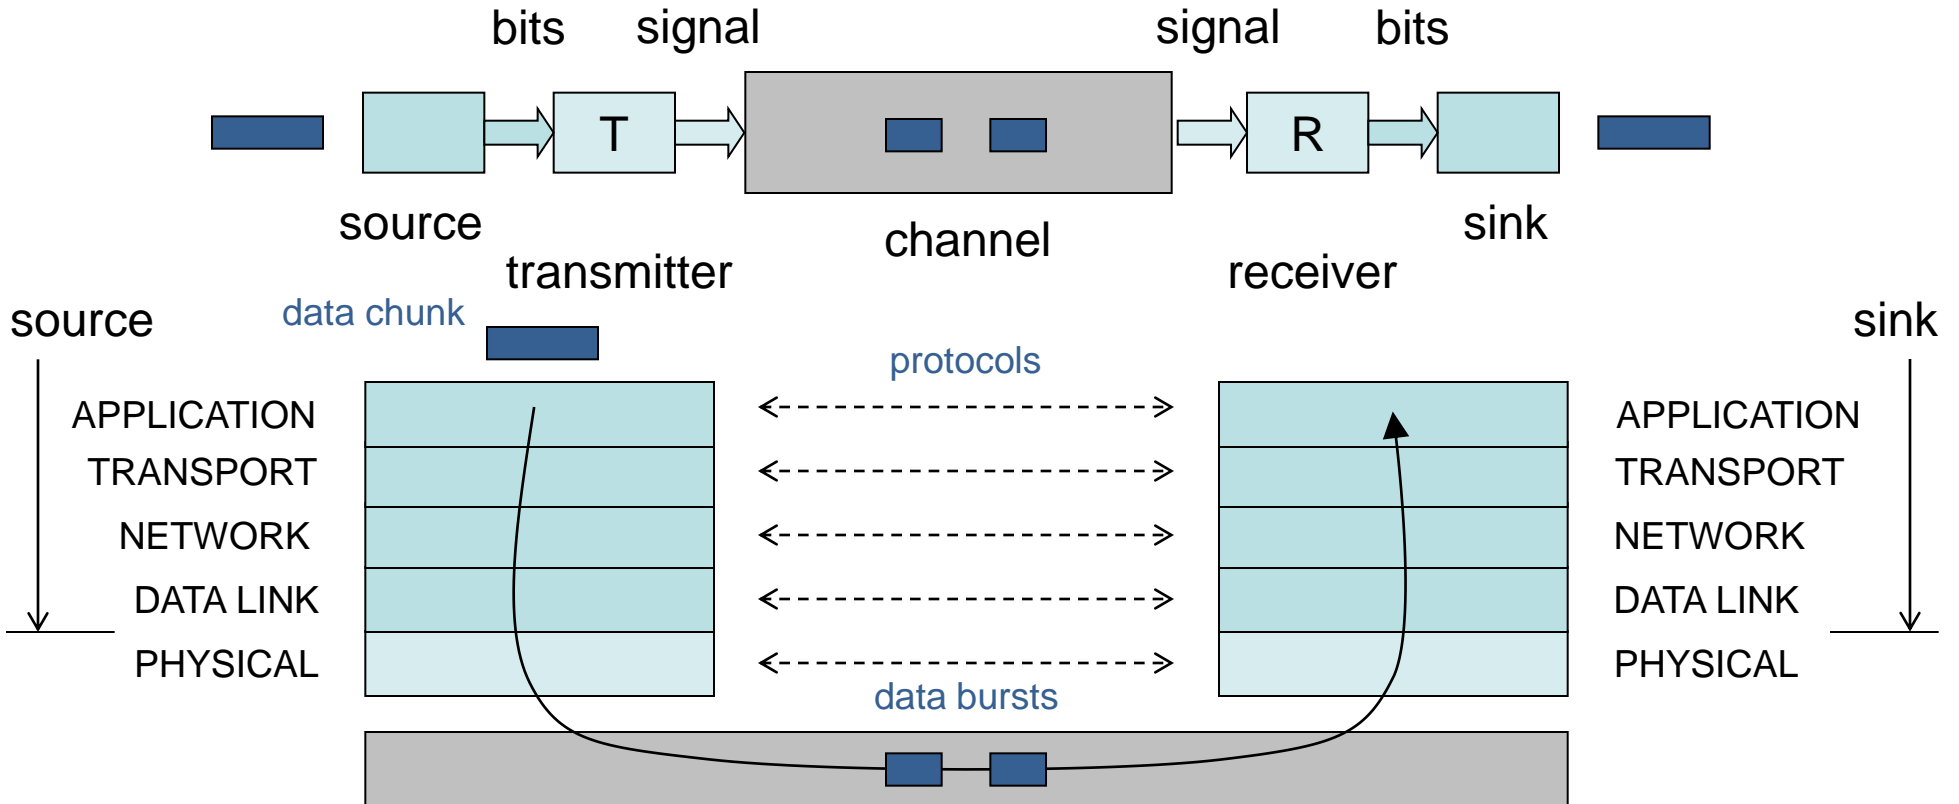 bits signal signal bits
T R
source channel sink
transmitter receiver
source data chunk sink
protocols
APPLICATION APPLICATION
TRANSPORT TRANSPORT
NETWORK NETWORK
DATA LINK DATA LINK
PHYSICAL PHYSICAL
data bursts